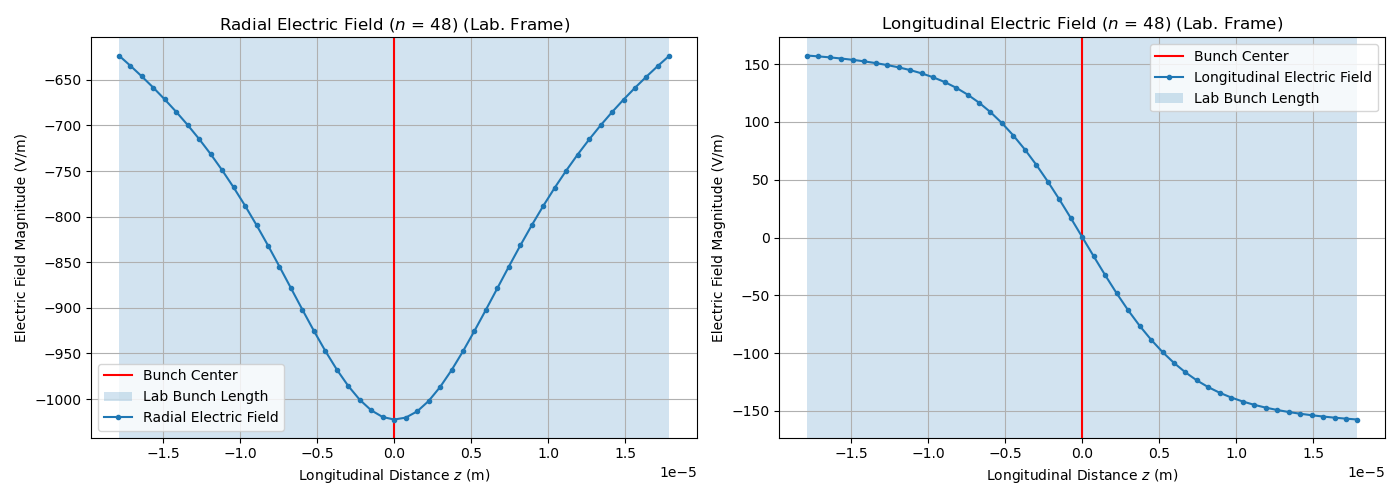 Radial Electric Field (n = 48) (Lab. Frame)
Electric Field Magnitude (V/m)
−650
−700
−750
−800
−850
−900
−950
−1000
Bunch Center
Lab Bunch Length
Radial Electric Field
−1.5
−1.0
−0.5
0.0
0.5
1.0
1.5
1e−5
Longitudinal Distance z (m)
Longitudinal Electric Field (n = 48) (Lab. Frame)
Electric Field Magnitude (V/m)
150
100
50
0
−50
−100
−150
Bunch Center
Longitudinal Electric Field
Lab Bunch Length
−1.5
−1.0
−0.5
0.0
0.5
1.0
1.5
1e−5
Longitudinal Distance z (m)